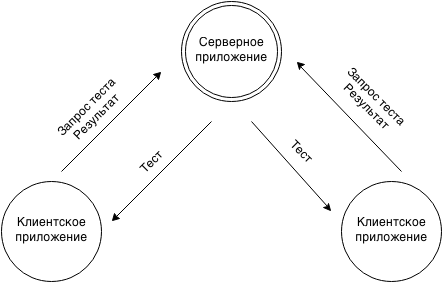 Серверное
приложение
Запрос теста
Результат
Запрос теста
Результат
Тест
Тест
Клиентское
приложение
Клиентское
приложение